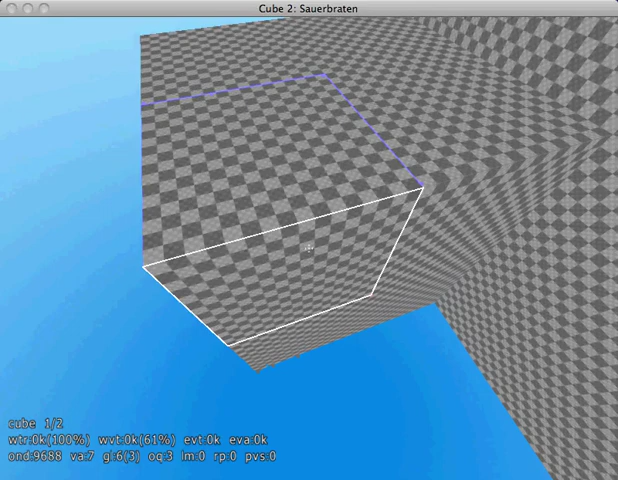 Cube 2: Sauerbraten
cube 1/2
wtr:0k(100%) wvt:0k(61%) evt:0k eva:0k
ond:9688 va:7 gl:6(3) oq:3 lm:0 rp:0 pvs:0